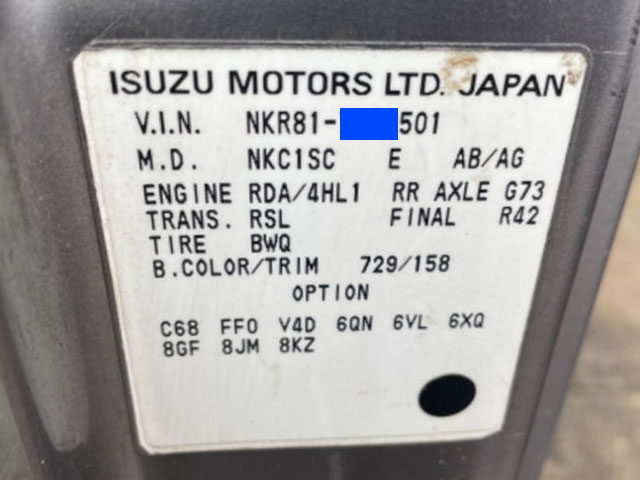 ISUZU MOTORS LTD. JAPAN
V.I.N. NKR81- 501
M.D. NKC1SC E AB/AG
ENGINE RDA/4HL1 RR AXLE G73
TRANS. RSL FINAL R42
TIRE BWQ
B.COLOR/TRIM 729/158
OPTION
C68 FF0 V4D 6QN 6VL 6XQ
8GF 8JM 8KZ